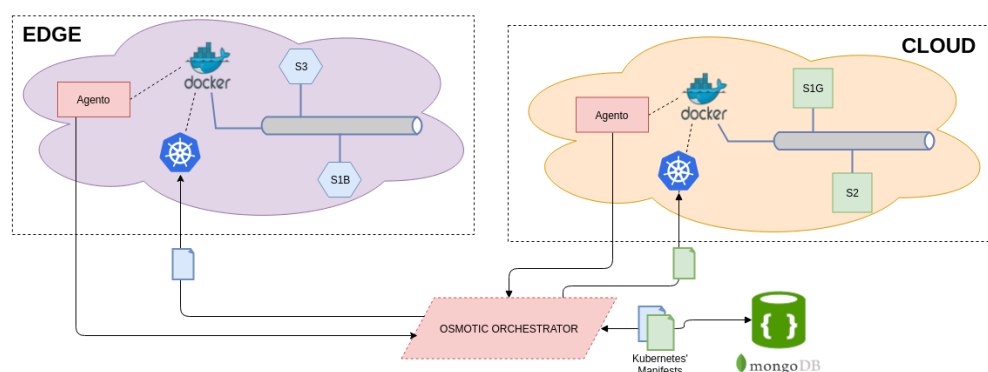 EDGE
CLOUD
docker
S3
Agento
S1B
docker
S1G
Agento
S2
OSMOTIC ORCHESTRATOR
Kubernetes'
Manifests
{ }
mongoDB